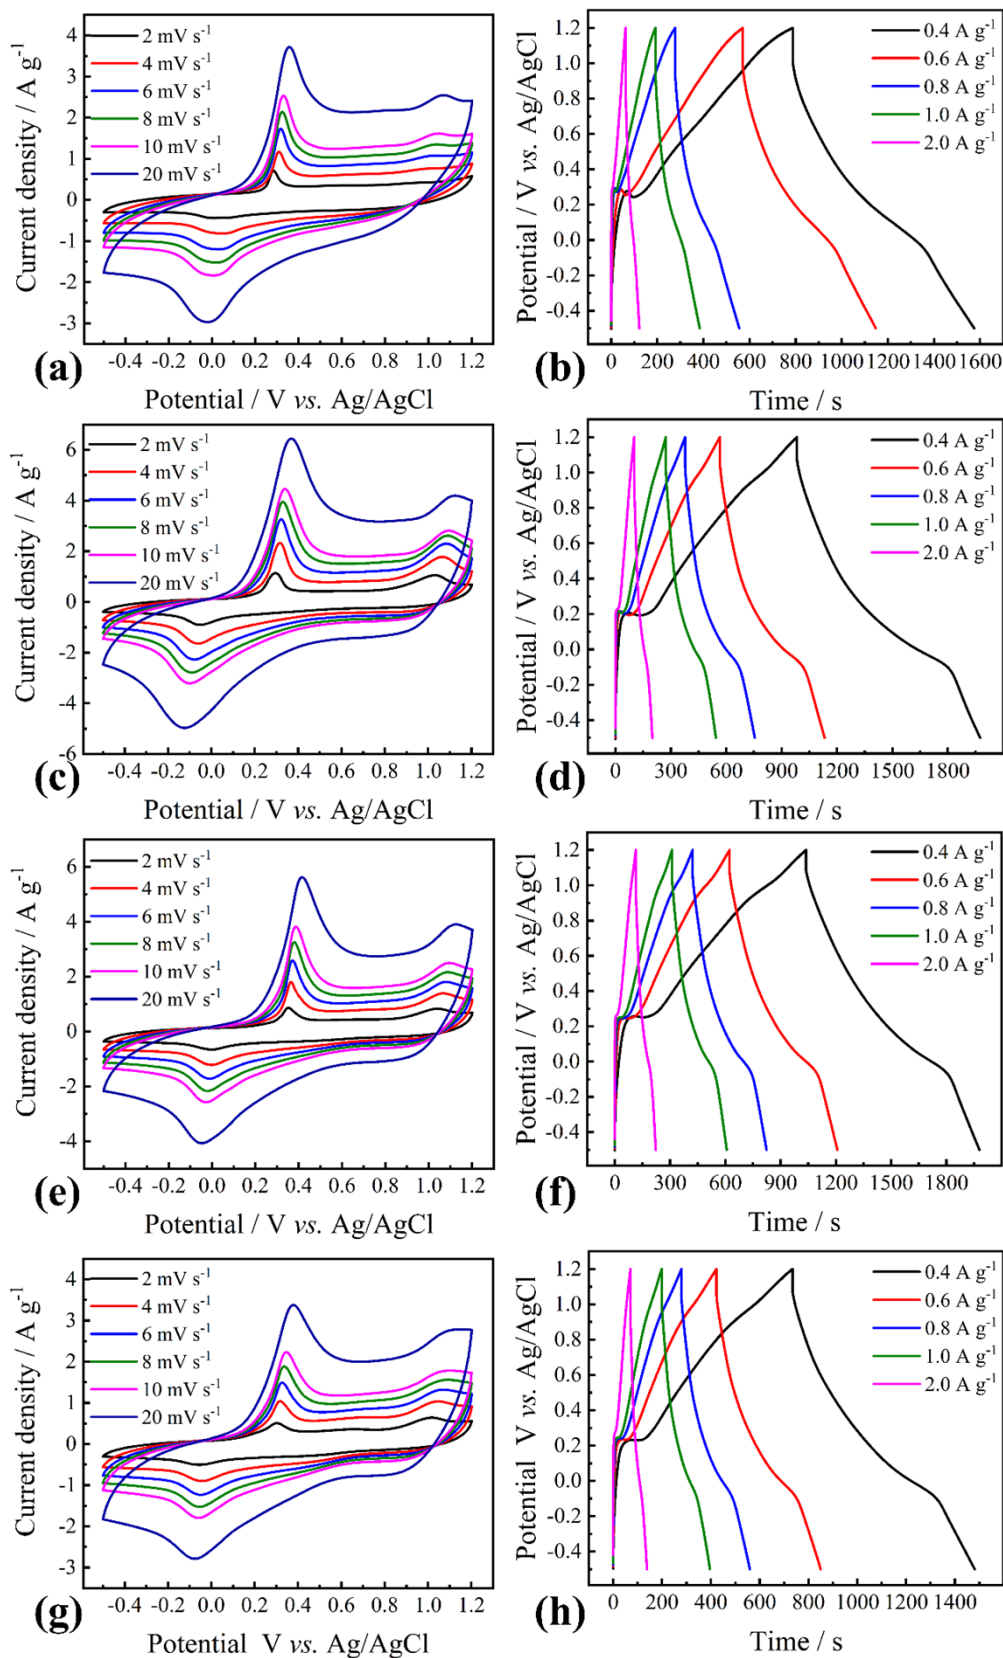 Current density / A g⁻¹
4
3
2
1
0
-1
-2
-3
2 mV s⁻¹
4 mV s⁻¹
6 mV s⁻¹
8 mV s⁻¹
10 mV s⁻¹
20 mV s⁻¹
-0.4 -0.2 0.0 0.2 0.4 0.6 0.8 1.0 1.2
(a)
Potential / V vs. Ag/AgCl
Potential / V vs. Ag/AgCl
1.2
1.0
0.8
0.6
0.4
0.2
0.0
-0.2
-0.4
0.4 A g⁻¹
0.6 A g⁻¹
0.8 A g⁻¹
1.0 A g⁻¹
2.0 A g⁻¹
0 200 400 600 800 1000 1200 1400 1600
(b)
Time / s
Current density / A g⁻¹
6
4
2
0
-2
-4
-6
2 mV s⁻¹
4 mV s⁻¹
6 mV s⁻¹
8 mV s⁻¹
10 mV s⁻¹
20 mV s⁻¹
-0.4 -0.2 0.0 0.2 0.4 0.6 0.8 1.0 1.2
(c)
Potential / V vs. Ag/AgCl
Potential / V vs. Ag/AgCl
1.2
1.0
0.7
0.5
0.2
0.0
-0.1
-0.4
0.4 A g⁻¹
0.6 A g⁻¹
0.8 A g⁻¹
1.0 A g⁻¹
2.0 A g⁻¹
0 300 600 900 1200 1500 1800
(d)
Time / s
Current density / A g⁻¹
6
4
2
0
-2
-4
2 mV s⁻¹
4 mV s⁻¹
6 mV s⁻¹
8 mV s⁻¹
10 mV s⁻¹
20 mV s⁻¹
-0.4 -0.2 0.0 0.2 0.4 0.6 0.8 1.0 1.2
(e)
Potential / V vs. Ag/AgCl
Potential / V vs. Ag/AgCl
1.2
1.0
0.7
0.5
0.2
0.0
-0.1
-0.4
0.4 A g⁻¹
0.6 A g⁻¹
0.8 A g⁻¹
1.0 A g⁻¹
2.0 A g⁻¹
0 300 600 900 1200 1500 1800
(f)
Time / s
Current density / A g⁻¹
4
3
2
1
0
-1
-2
-3
2 mV s⁻¹
4 mV s⁻¹
6 mV s⁻¹
8 mV s⁻¹
10 mV s⁻¹
20 mV s⁻¹
-0.4 -0.2 0.0 0.2 0.4 0.6 0.8 1.0 1.2
(g)
Potential V vs. Ag/AgCl
Potential V vs. Ag/AgCl
1.2
1.0
0.8
0.6
0.4
0.2
0.0
-0.2
-0.4
0.4 A g⁻¹
0.6 A g⁻¹
0.8 A g⁻¹
1.0 A g⁻¹
2.0 A g⁻¹
0 200 400 600 800 1000 1200 1400
(h)
Time / s